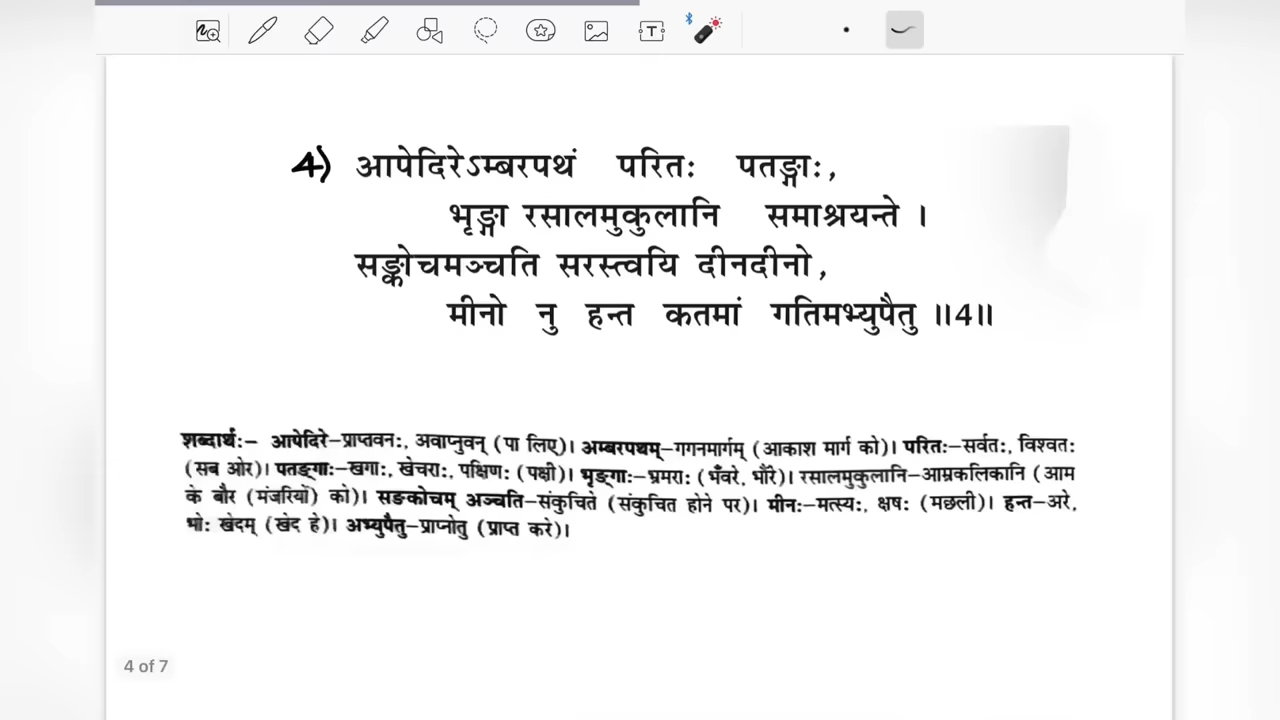 4) आपेदिरेऽम्बरपथं परितः पतङ्गाः,
भृङ्गा रसालमुकुलानि समाश्रयन्ते ।
सङ्कोचमञ्चति सरस्त्वयि दीनदीनो,
मीनो नु हन्त कतमां गतिमभ्युपैतु ॥4॥
शब्दार्थः– आपेदिरे–प्राप्तवनः, अवाप्नुवन् (पा लिए)। अम्बरपथम्–गगनमार्गम् (आकाश मार्ग को)। परितः–सर्वतः, विश्वतः
(सब ओर)। पतङ्गाः–खगाः, खेचराः, पक्षिणः (पक्षी)। भृङ्गाः–भ्रमराः (भँवरे, भौंरे)। रसालमुकुलानि–आम्रकलिकानि (आम
के बौर (मंजरियों) को)। सङकोचम् अञ्चति–संकुचिते (संकुचित होने पर)। मीनः–मत्स्यः, क्षषः (मछली)। हन्त–अरे,
भोः खेदम् (खेद है)। अभ्युपैतु–प्राप्नोतु (प्राप्त करे)।
4 of 7